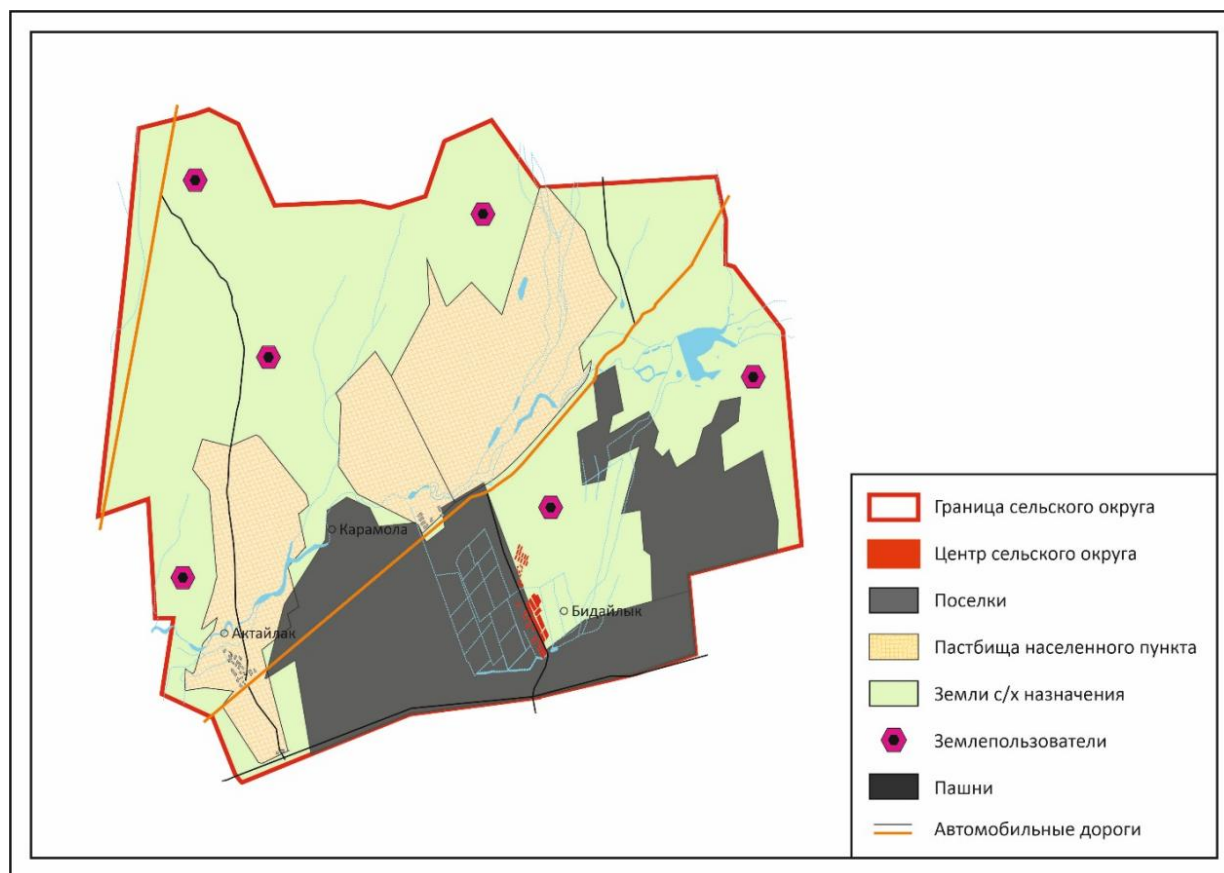 Карамола
Бидайлык
Актайлак
Граница сельского округа
Центр сельского округа
Поселки
Пастбища населенного пункта
Земли с/х назначения
Землепользователи
Пашни
Автомобильные дороги